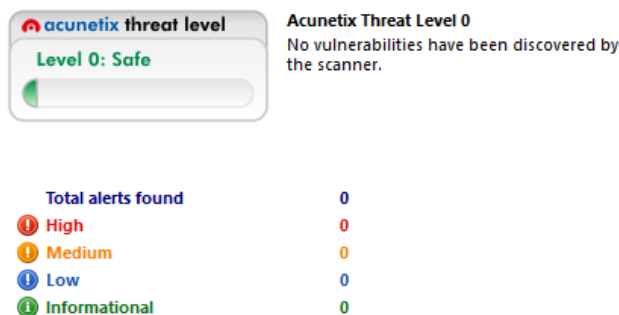 acunetix threat level
Level 0: Safe
Acunetix Threat Level 0
No vulnerabilities have been discovered by
the scanner.
Total alerts found 0
High 0
Medium 0
Low 0
Informational 0